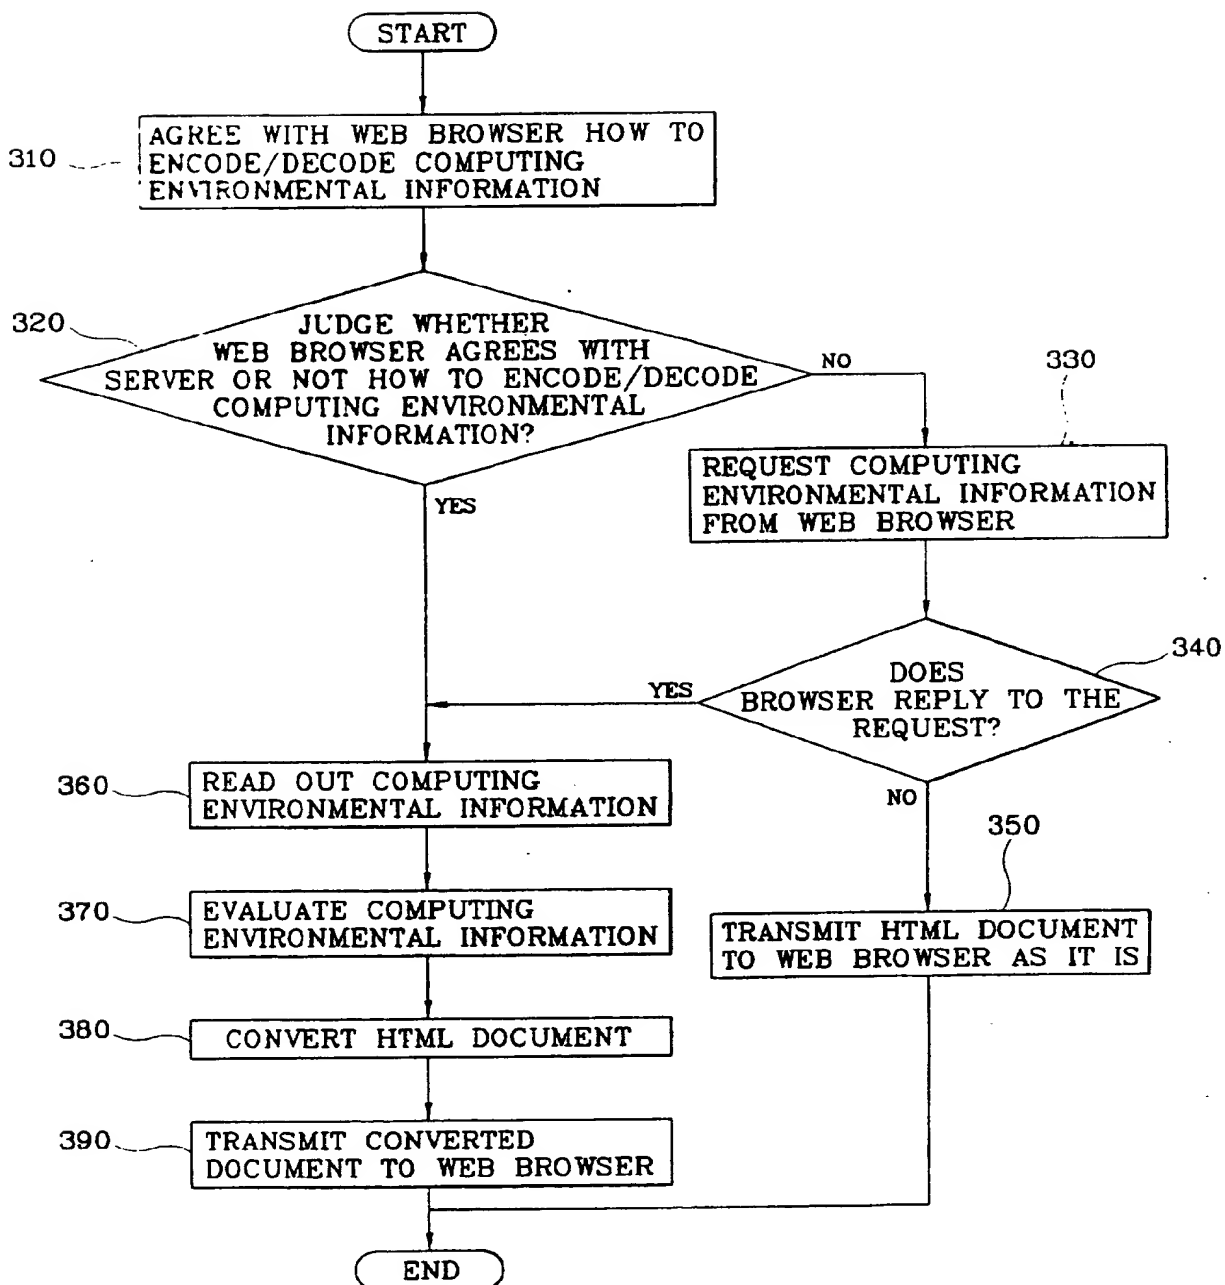 START
310
AGREE WITH WEB BROWSER HOW TO
ENCODE/DECODE COMPUTING
ENVIRONMENTAL INFORMATION
320
JUDGE WHETHER
WEB BROWSER AGREES WITH
SERVER OR NOT HOW TO ENCODE/DECODE
COMPUTING ENVIRONMENTAL
INFORMATION?
NO
YES
330
REQUEST COMPUTING
ENVIRONMENTAL INFORMATION
FROM WEB BROWSER
340
DOES
BROWSER REPLY TO THE
REQUEST?
YES
NO
350
TRANSMIT HTML DOCUMENT
TO WEB BROWSER AS IT IS
360
READ OUT COMPUTING
ENVIRONMENTAL INFORMATION
370
EVALUATE COMPUTING
ENVIRONMENTAL INFORMATION
380
CONVERT HTML DOCUMENT
390
TRANSMIT CONVERTED
DOCUMENT TO WEB BROWSER
END